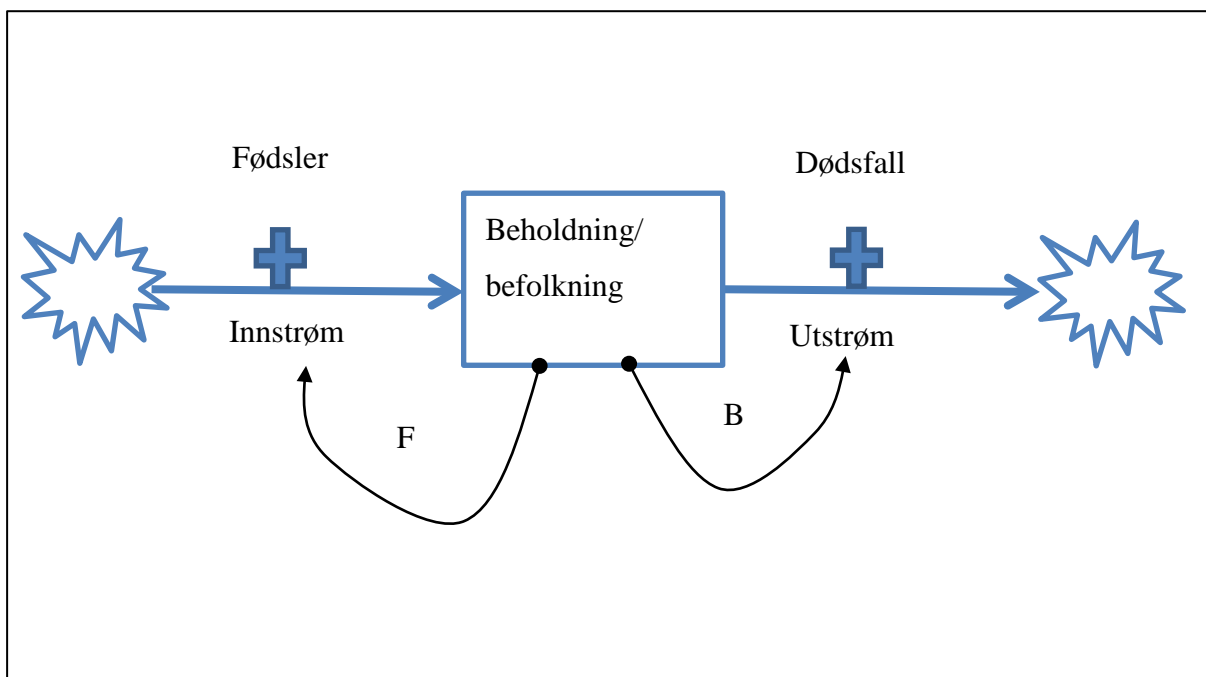 Fødsler
Dødsfall
Beholdning/
befolkning
Innstrøm
Utstrøm
F
B